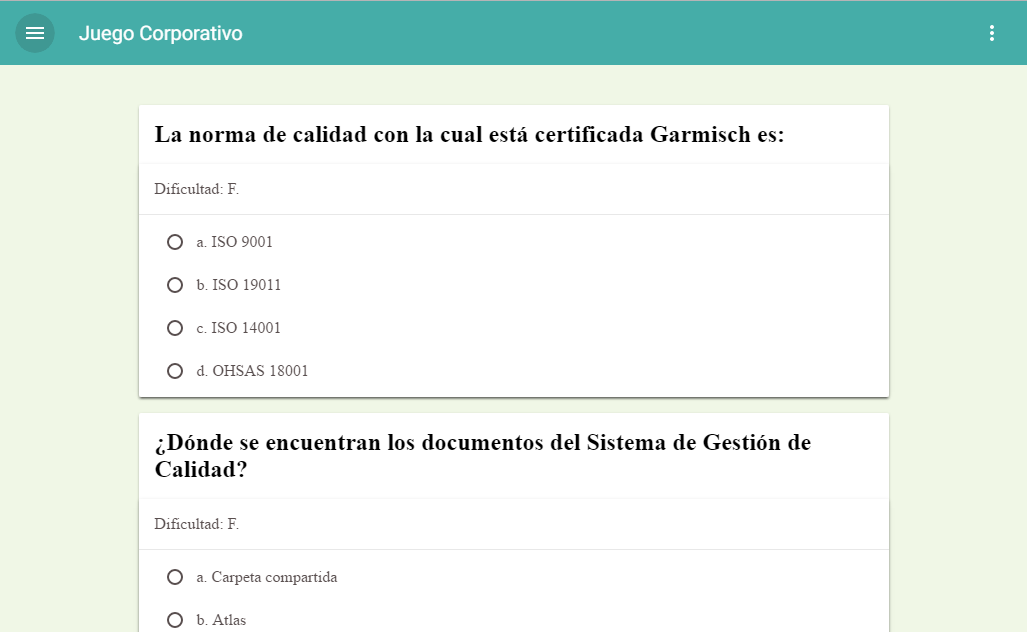 Juego Corporativo
La norma de calidad con la cual está certificada Garmisch es:
Dificultad: F.
a. ISO 9001
b. ISO 19011
c. ISO 14001
d. OHSAS 18001
¿Dónde se encuentran los documentos del Sistema de Gestión de
Calidad?
Dificultad: F.
a. Carpeta compartida
b. Atlas